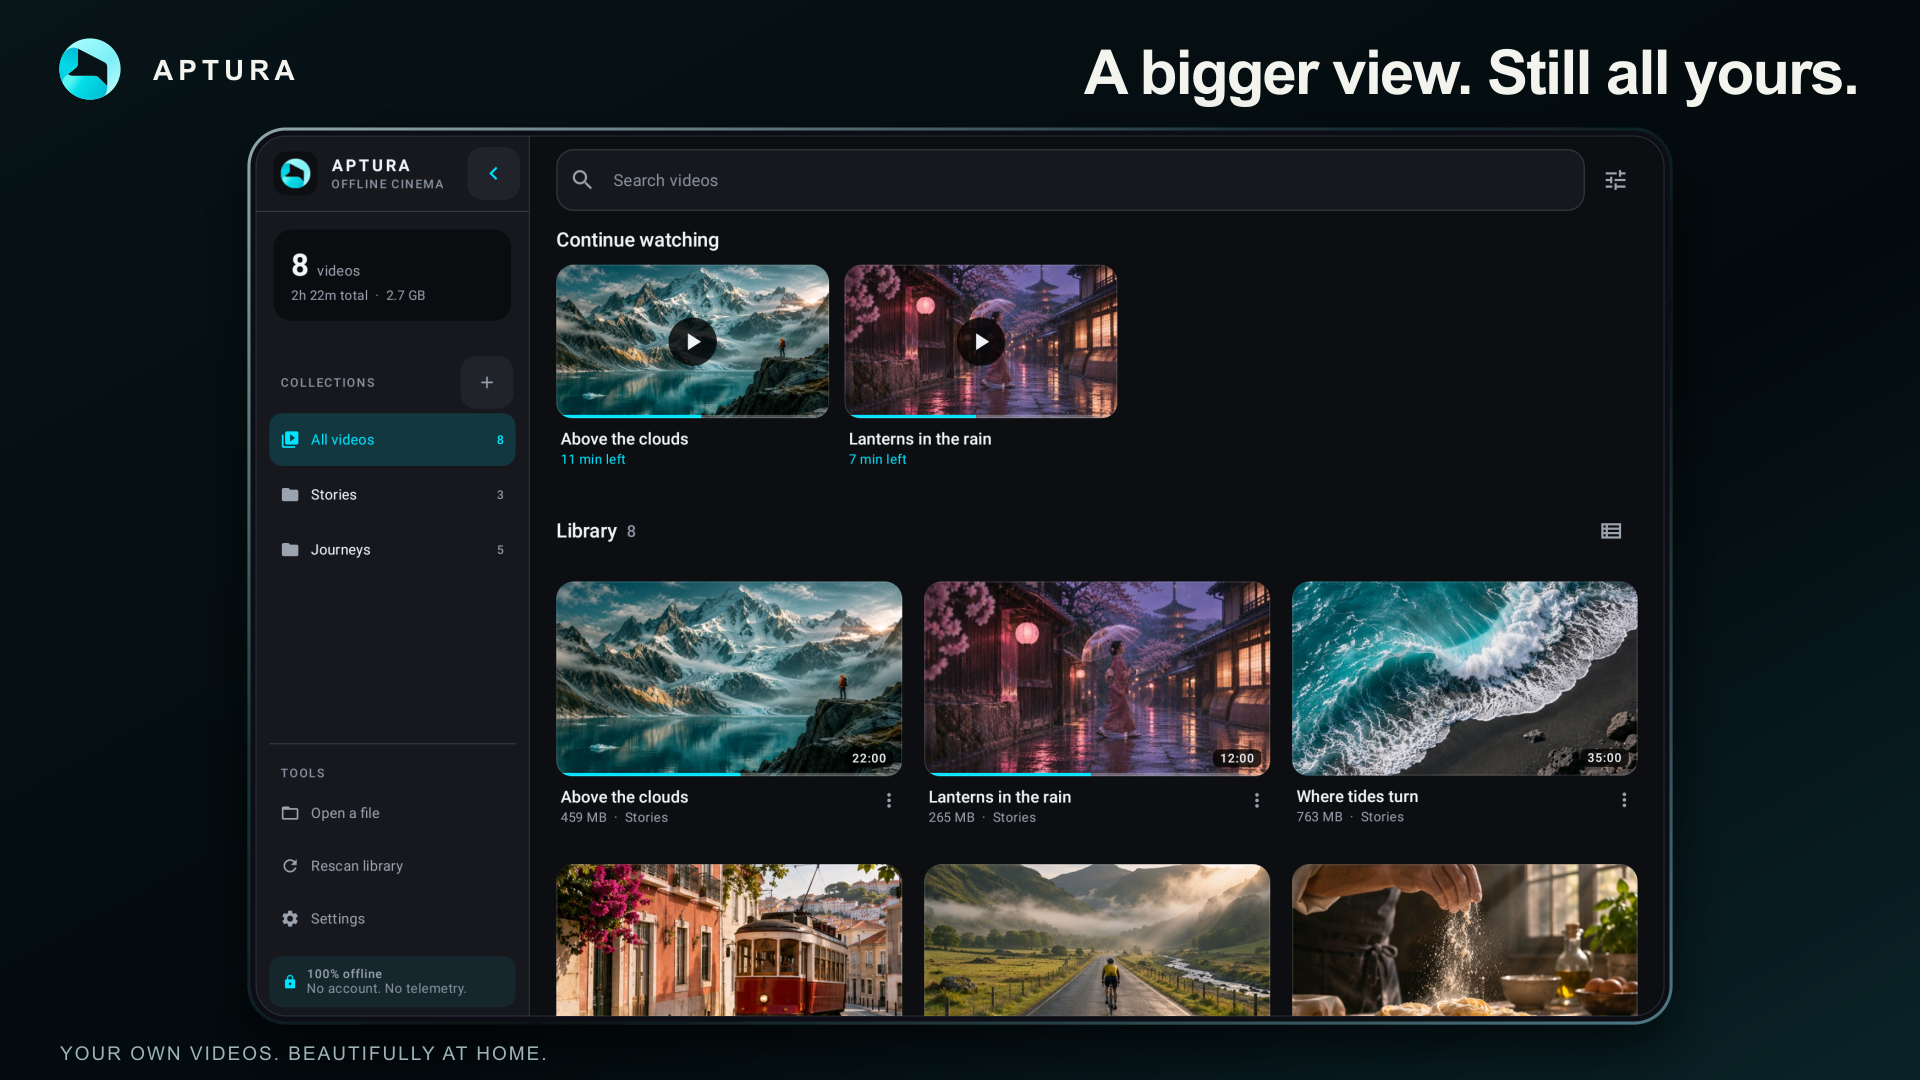 APTURA
A bigger view. Still all yours.
APTURA
OFFLINE CINEMA
8 videos
2h 22m total · 2.7 GB
COLLECTIONS
All videos 8
Stories 3
Journeys 5
TOOLS
Open a file
Rescan library
Settings
100% offline
No account. No telemetry.
Search videos
Continue watching
Above the clouds
11 min left
Lanterns in the rain
7 min left
Library 8
22:00
Above the clouds
459 MB · Stories
12:00
Lanterns in the rain
265 MB · Stories
35:00
Where tides turn
763 MB · Stories
YOUR OWN VIDEOS. BEAUTIFULLY AT HOME.